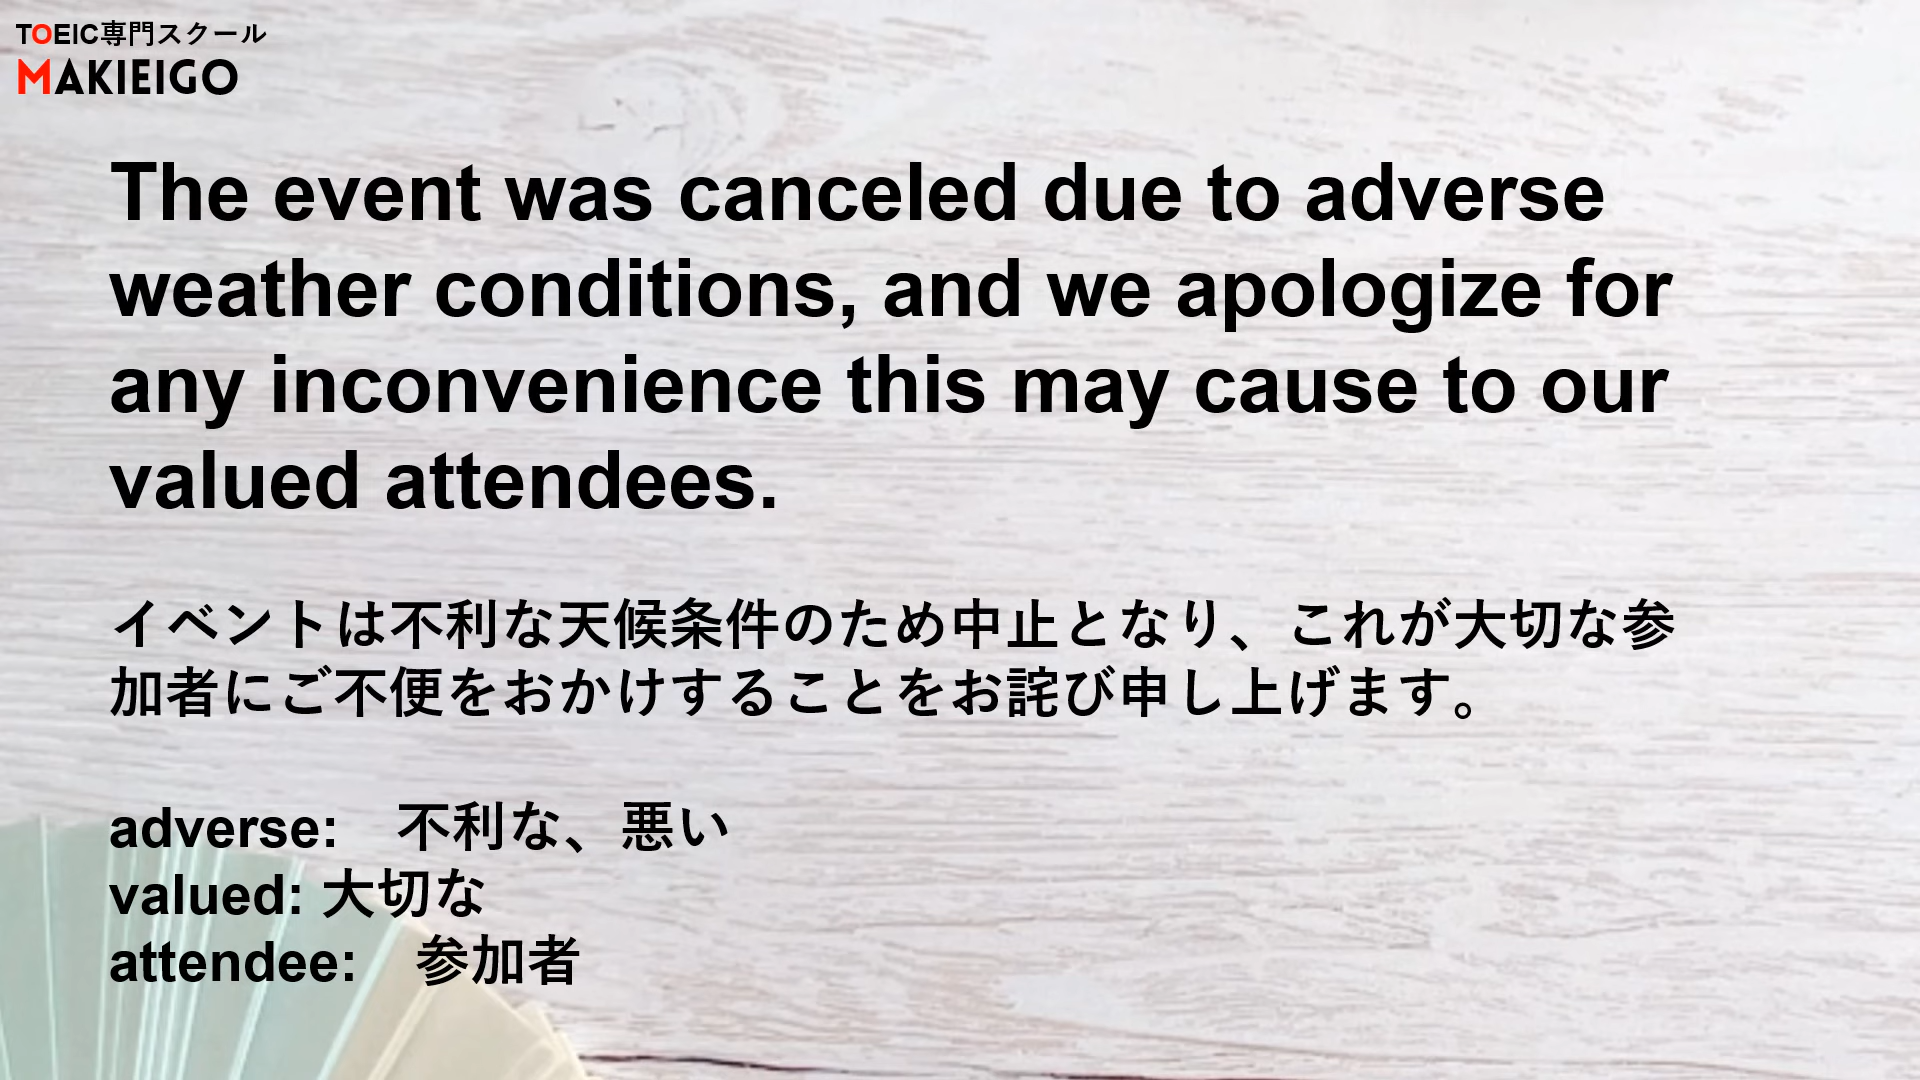 TOEIC専門スクール
MAKIEIGO
The event was canceled due to adverse
weather conditions, and we apologize for
any inconvenience this may cause to our
valued attendees.
イベントは不利な天候条件のため中止となり、これが大切な参
加者にご不便をおかけすることをお詫び申し上げます。
adverse:　不利な、悪い
valued: 大切な
attendee:　参加者